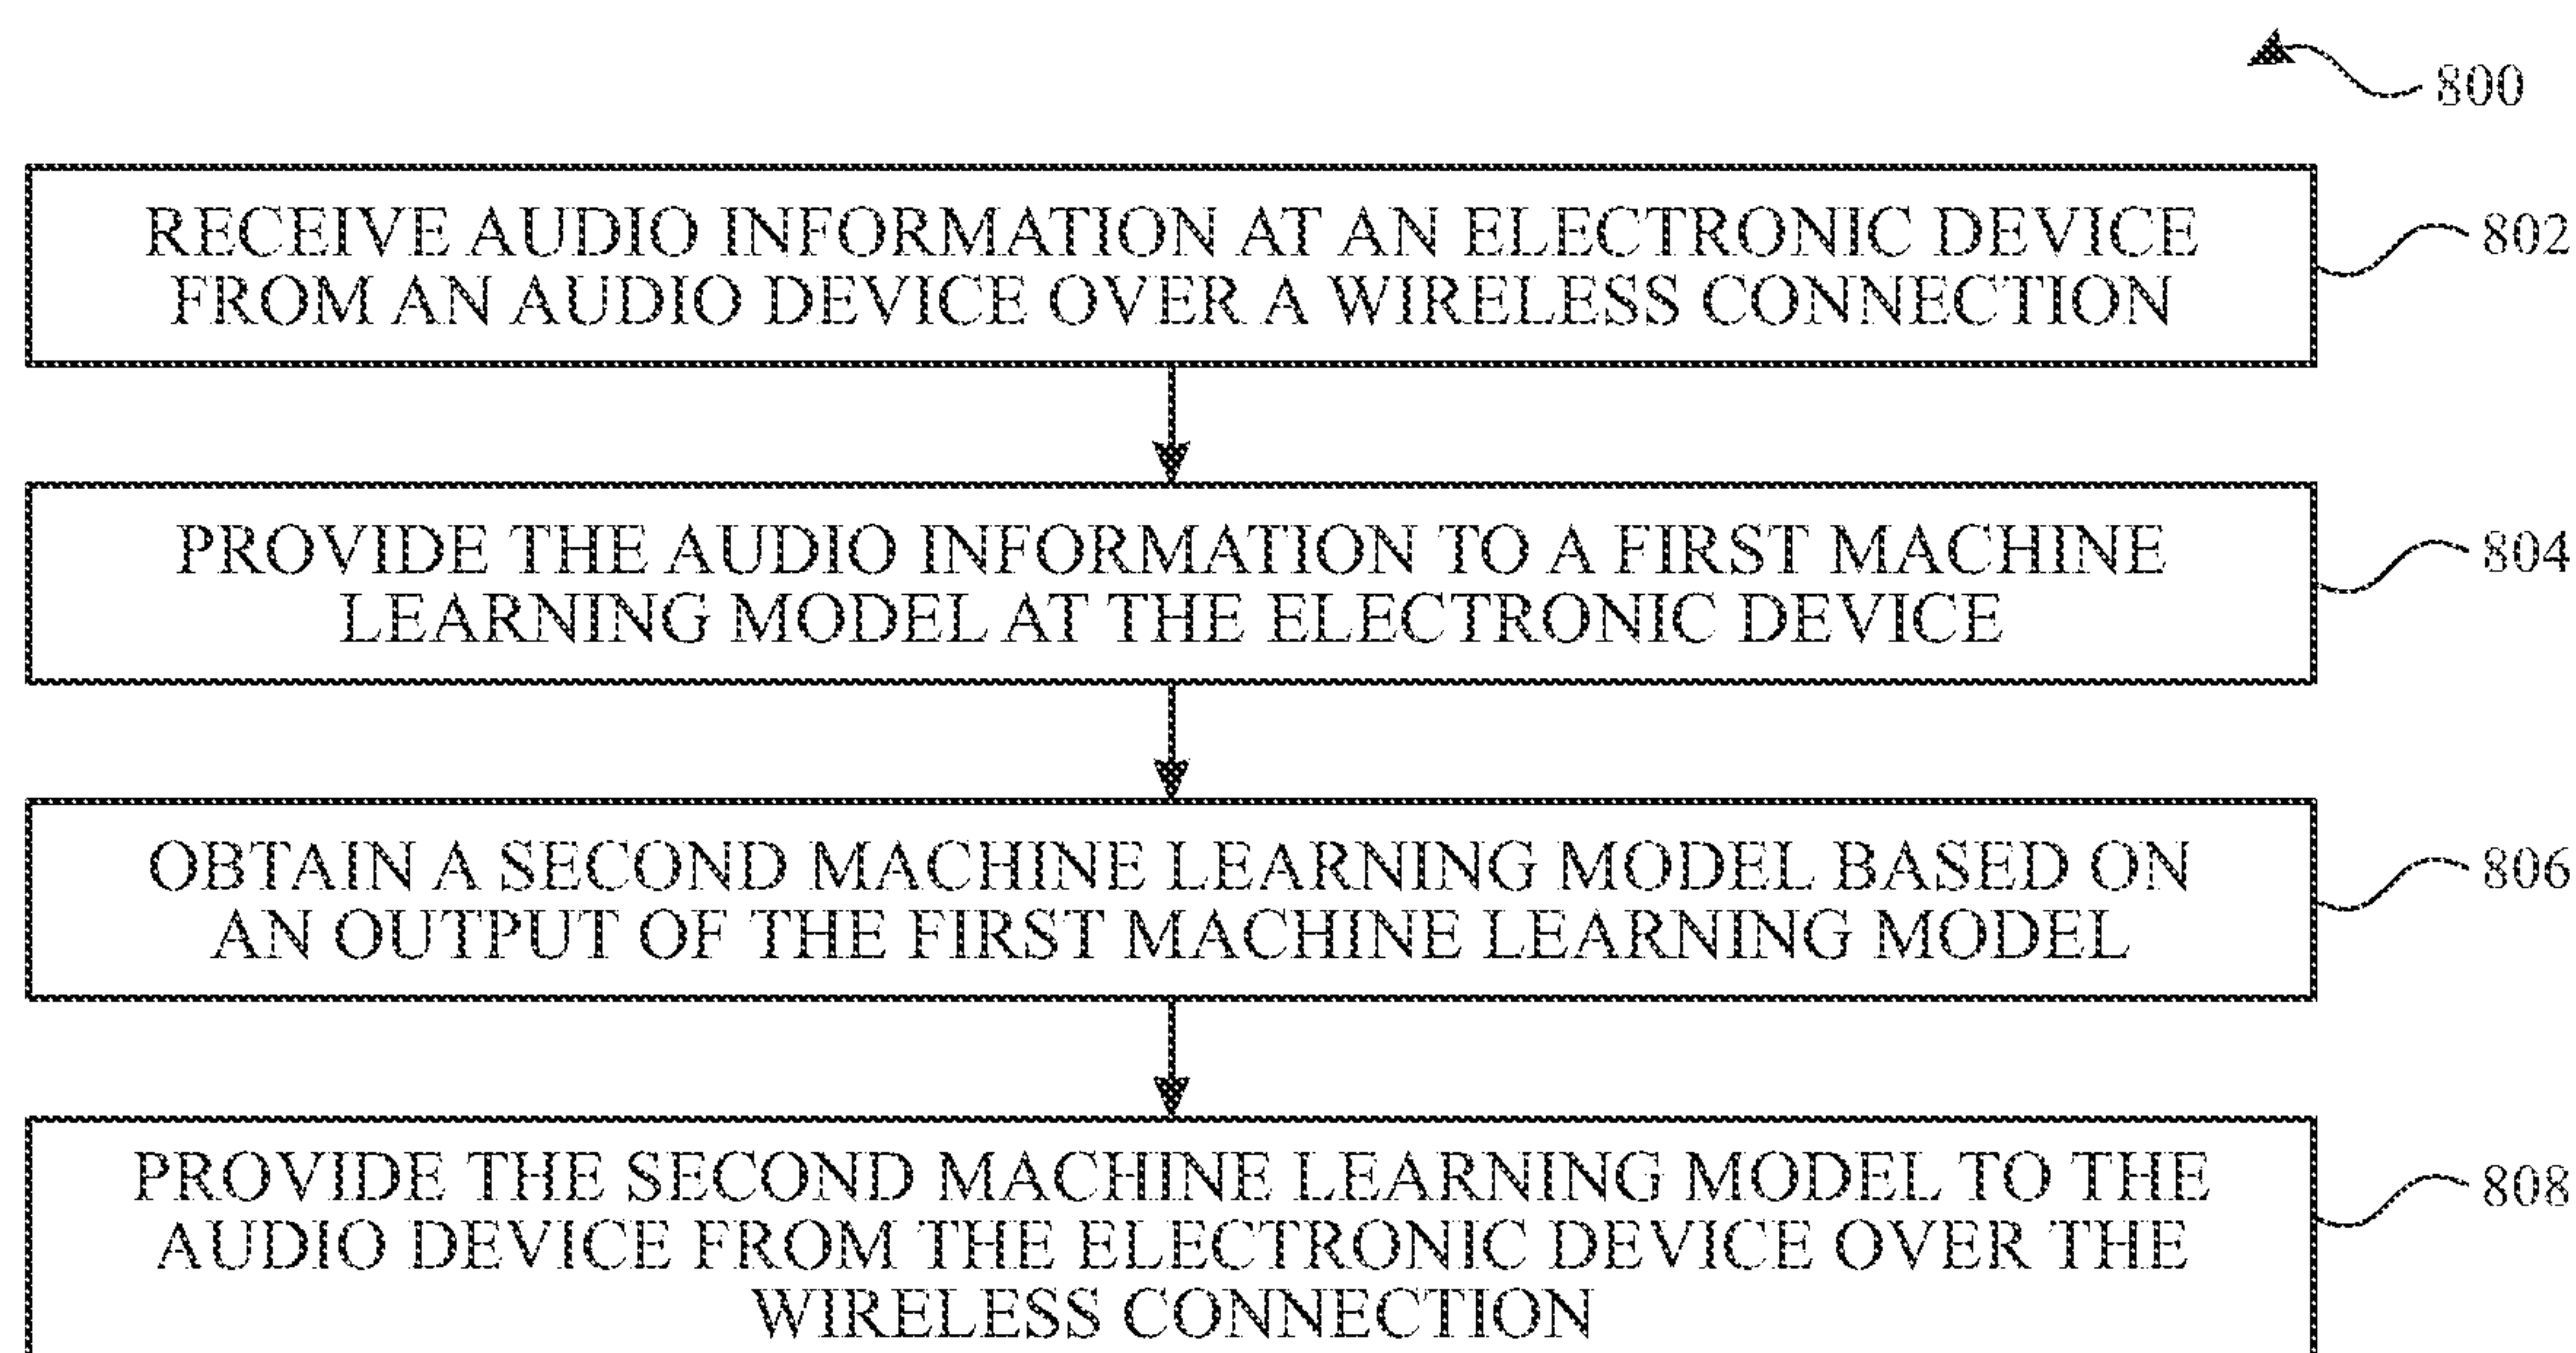 800
RECEIVE AUDIO INFORMATION AT AN ELECTRONIC DEVICE
FROM AN AUDIO DEVICE OVER A WIRELESS CONNECTION
802
PROVIDE THE AUDIO INFORMATION TO A FIRST MACHINE
LEARNING MODEL AT THE ELECTRONIC DEVICE
804
OBTAIN A SECOND MACHINE LEARNING MODEL BASED ON
AN OUTPUT OF THE FIRST MACHINE LEARNING MODEL
806
PROVIDE THE SECOND MACHINE LEARNING MODEL TO THE
AUDIO DEVICE FROM THE ELECTRONIC DEVICE OVER THE
WIRELESS CONNECTION
808